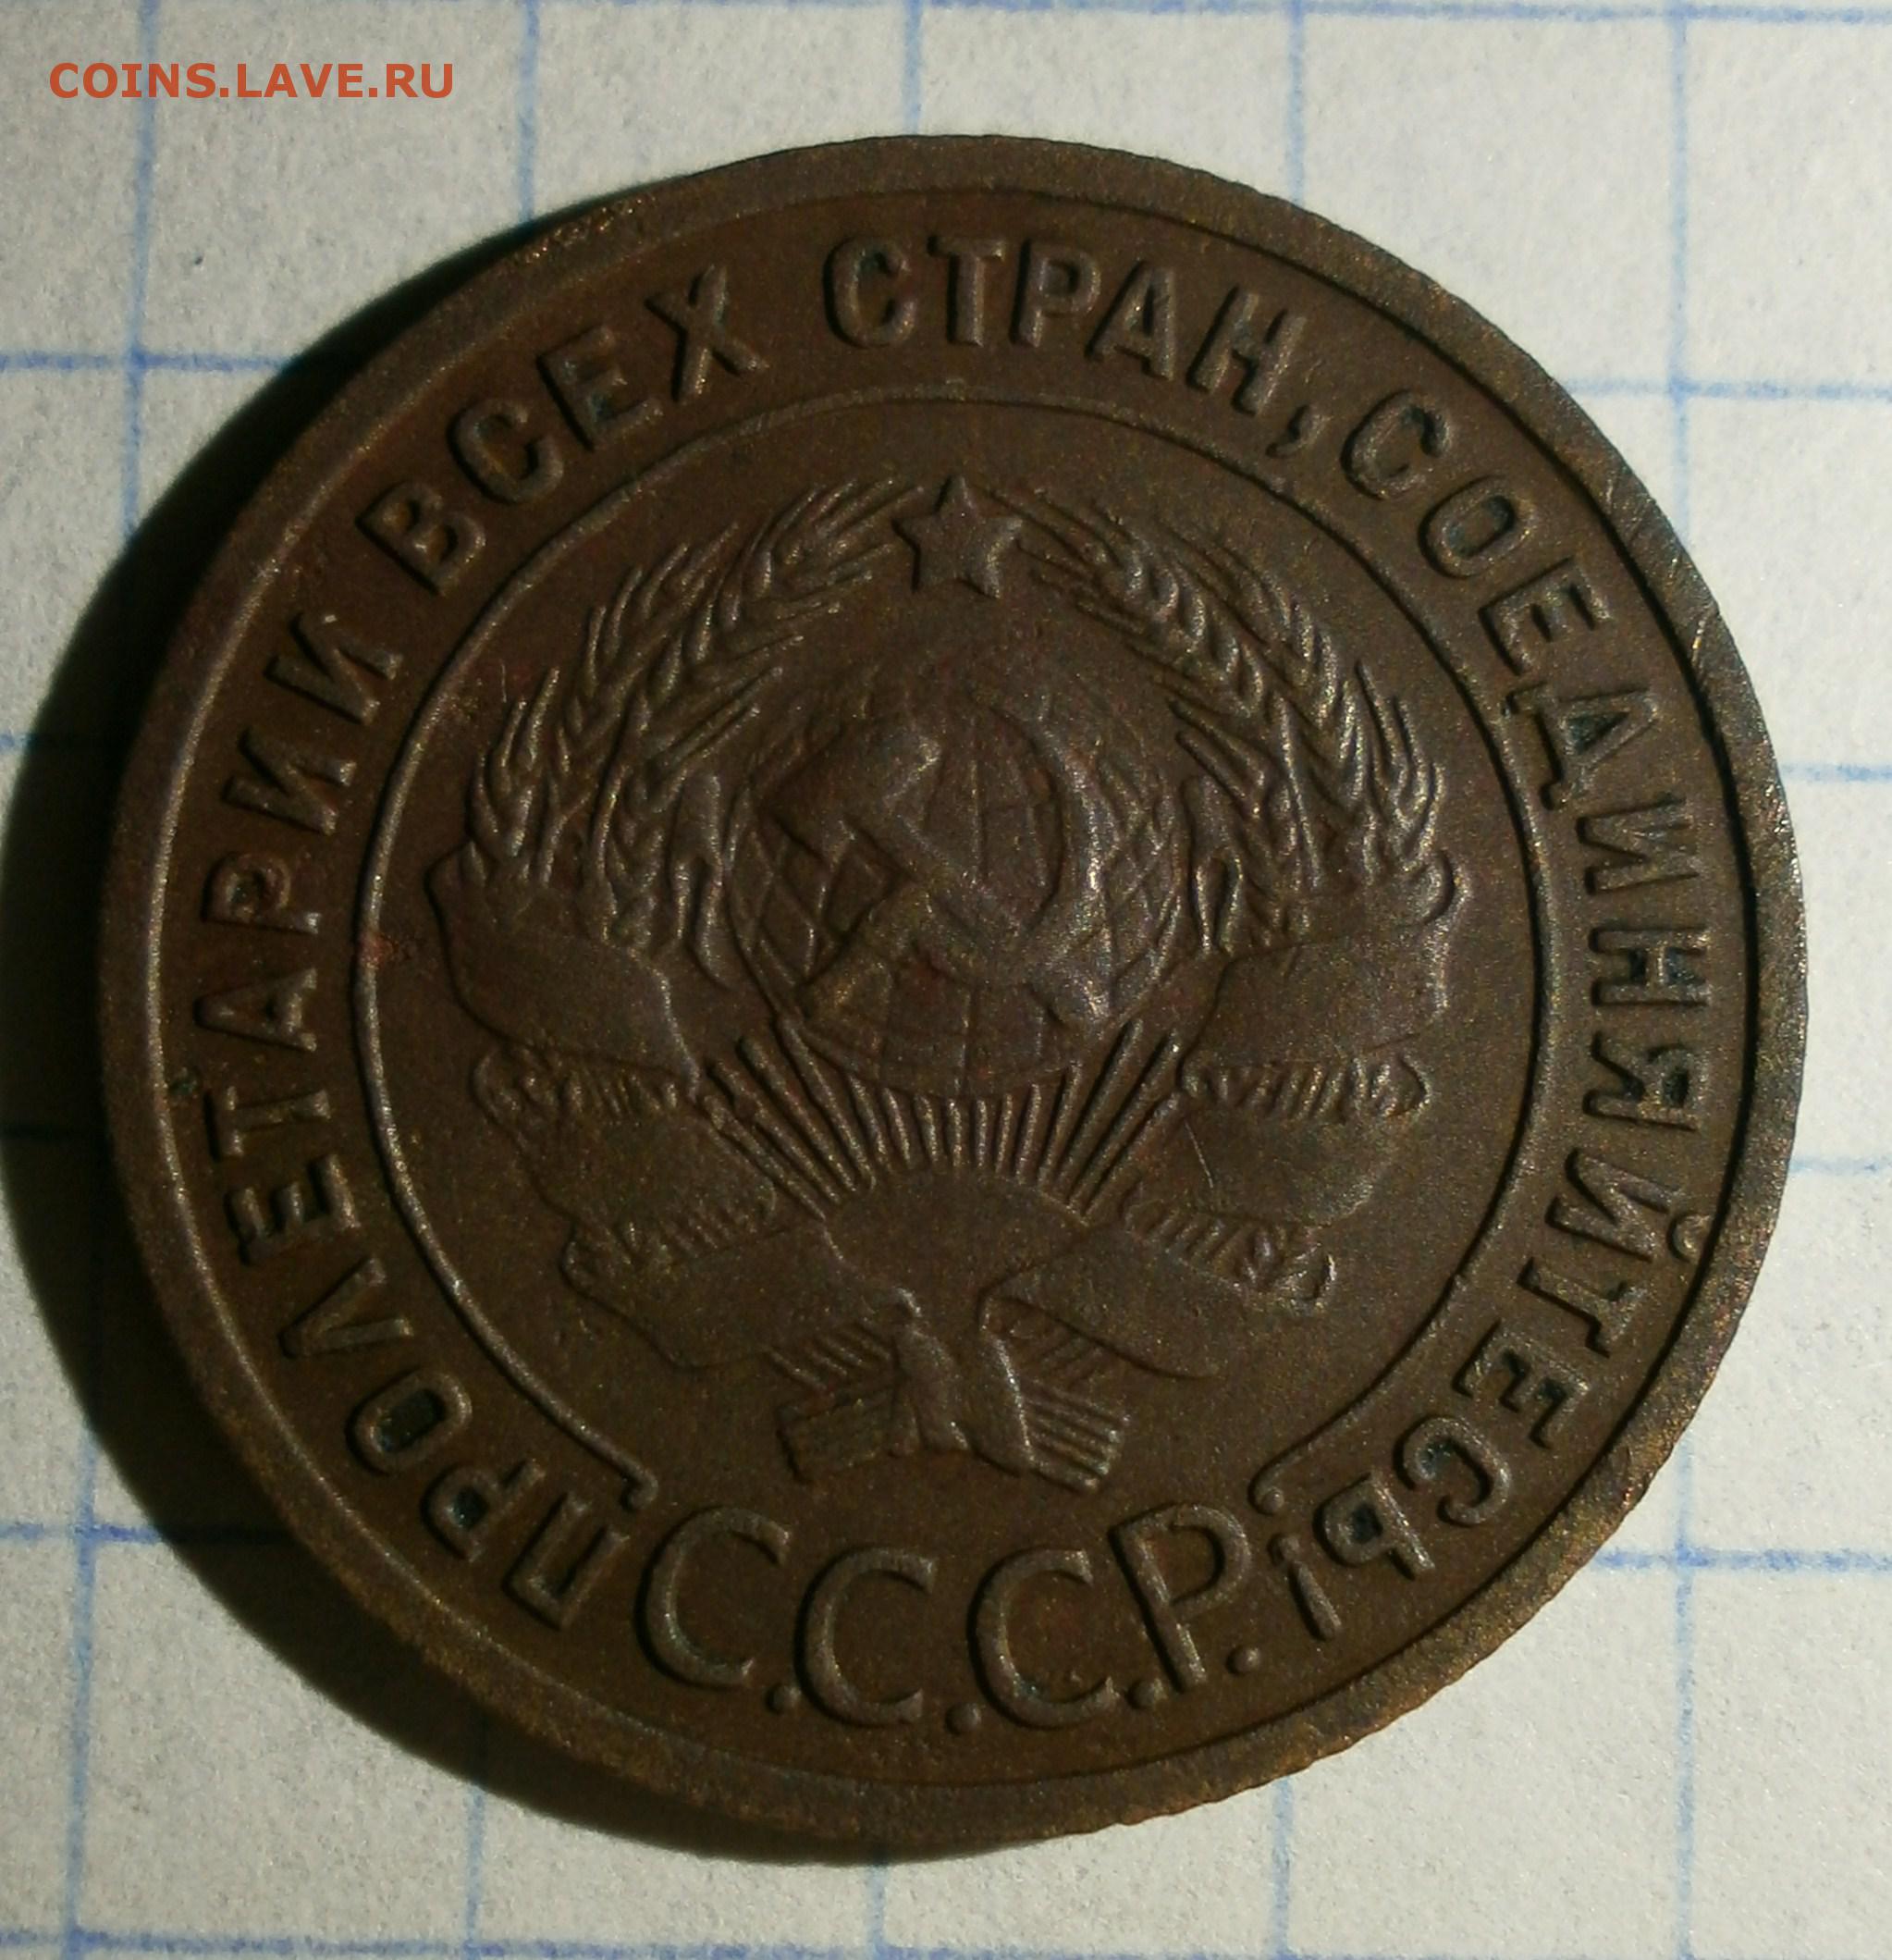 COINS.LAVE.RU
ПРОЛЕТАРИИ ВСЕХ СТРАН, СОЕДИНЯЙТЕСЬ!
С.С.С.Р.